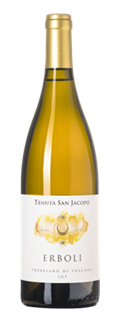 TENUTA SAN JACOPO
ERBOLI
TREBBIANO DI TOSCANA
IGT